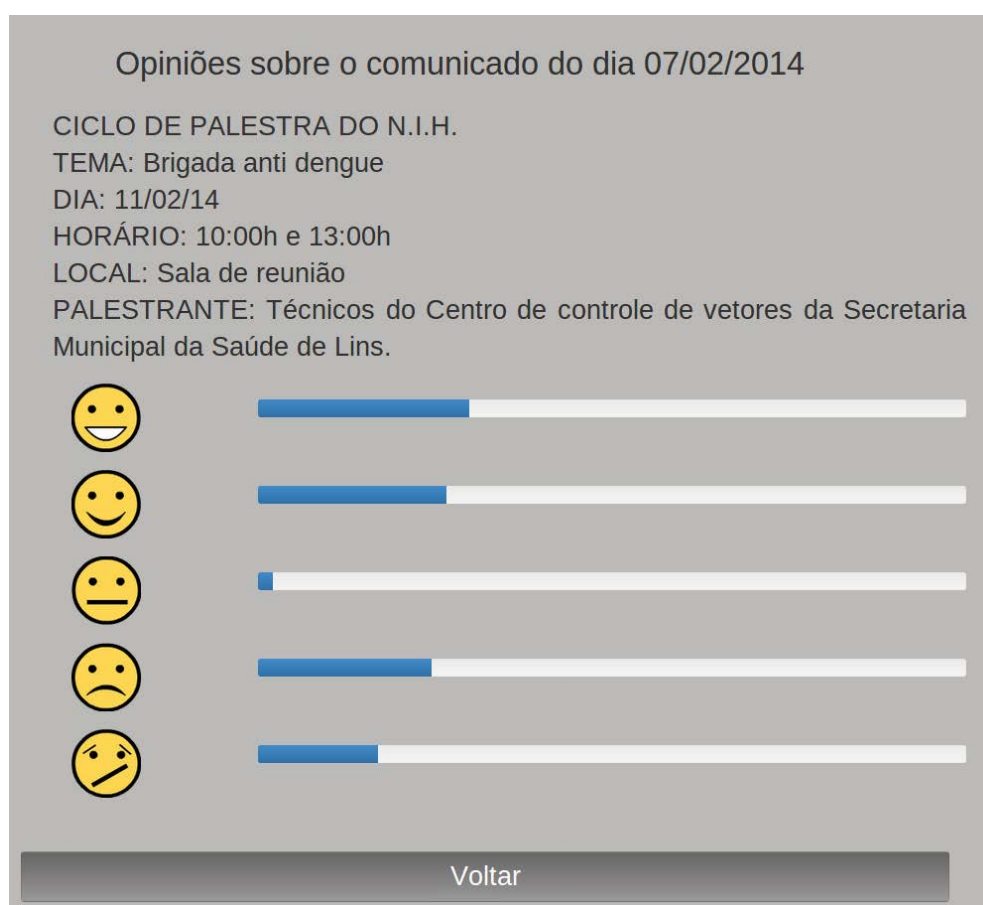 Opiniões sobre o comunicado do dia 07/02/2014
CICLO DE PALESTRA DO N.I.H.
TEMA: Brigada anti dengue
DIA: 11/02/14
HORÁRIO: 10:00h e 13:00h
LOCAL: Sala de reunião
PALESTRANTE: Técnicos do Centro de controle de vetores da Secretaria
Municipal da Saúde de Lins.
Voltar